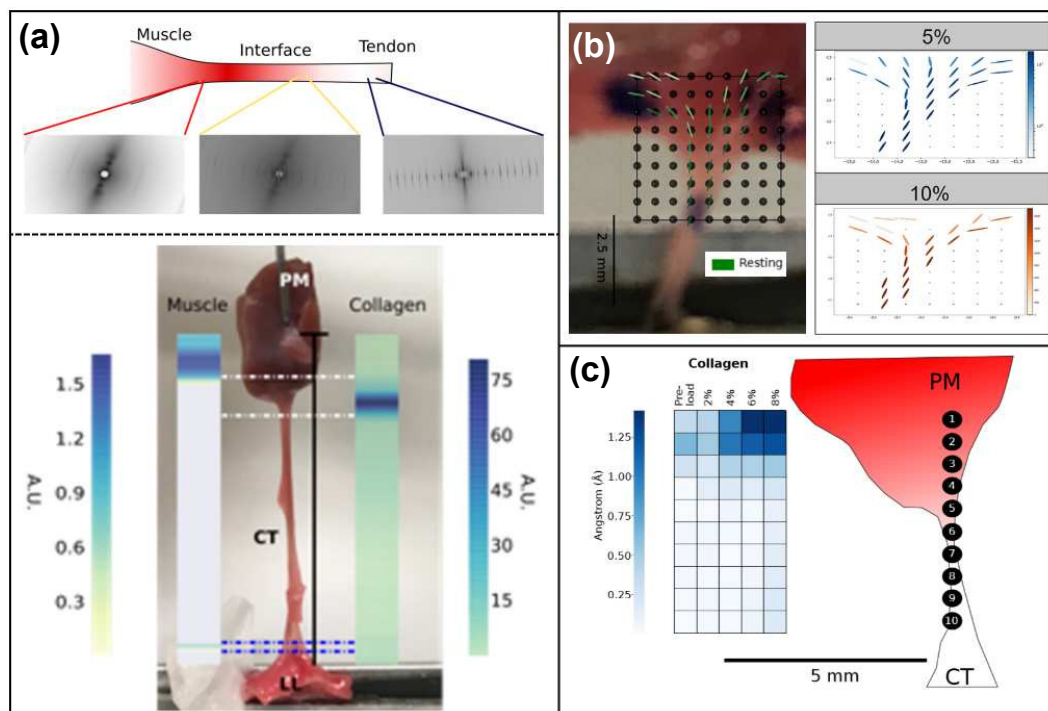 (a)
Muscle
Interface
Tendon
PM
Muscle
Collagen
1.5
1.2
0.9
0.6
0.3
A.U.
75
60
45
30
15
A.U.
CT
LL
(b)
2.5 mm
Resting
5%
10%
(c)
Collagen
Pre-load
2%
4%
6%
8%
1.25
1.00
0.75
0.50
0.25
Angstrom (Å)
PM
1
2
3
4
5
6
7
8
9
10
5 mm
CT